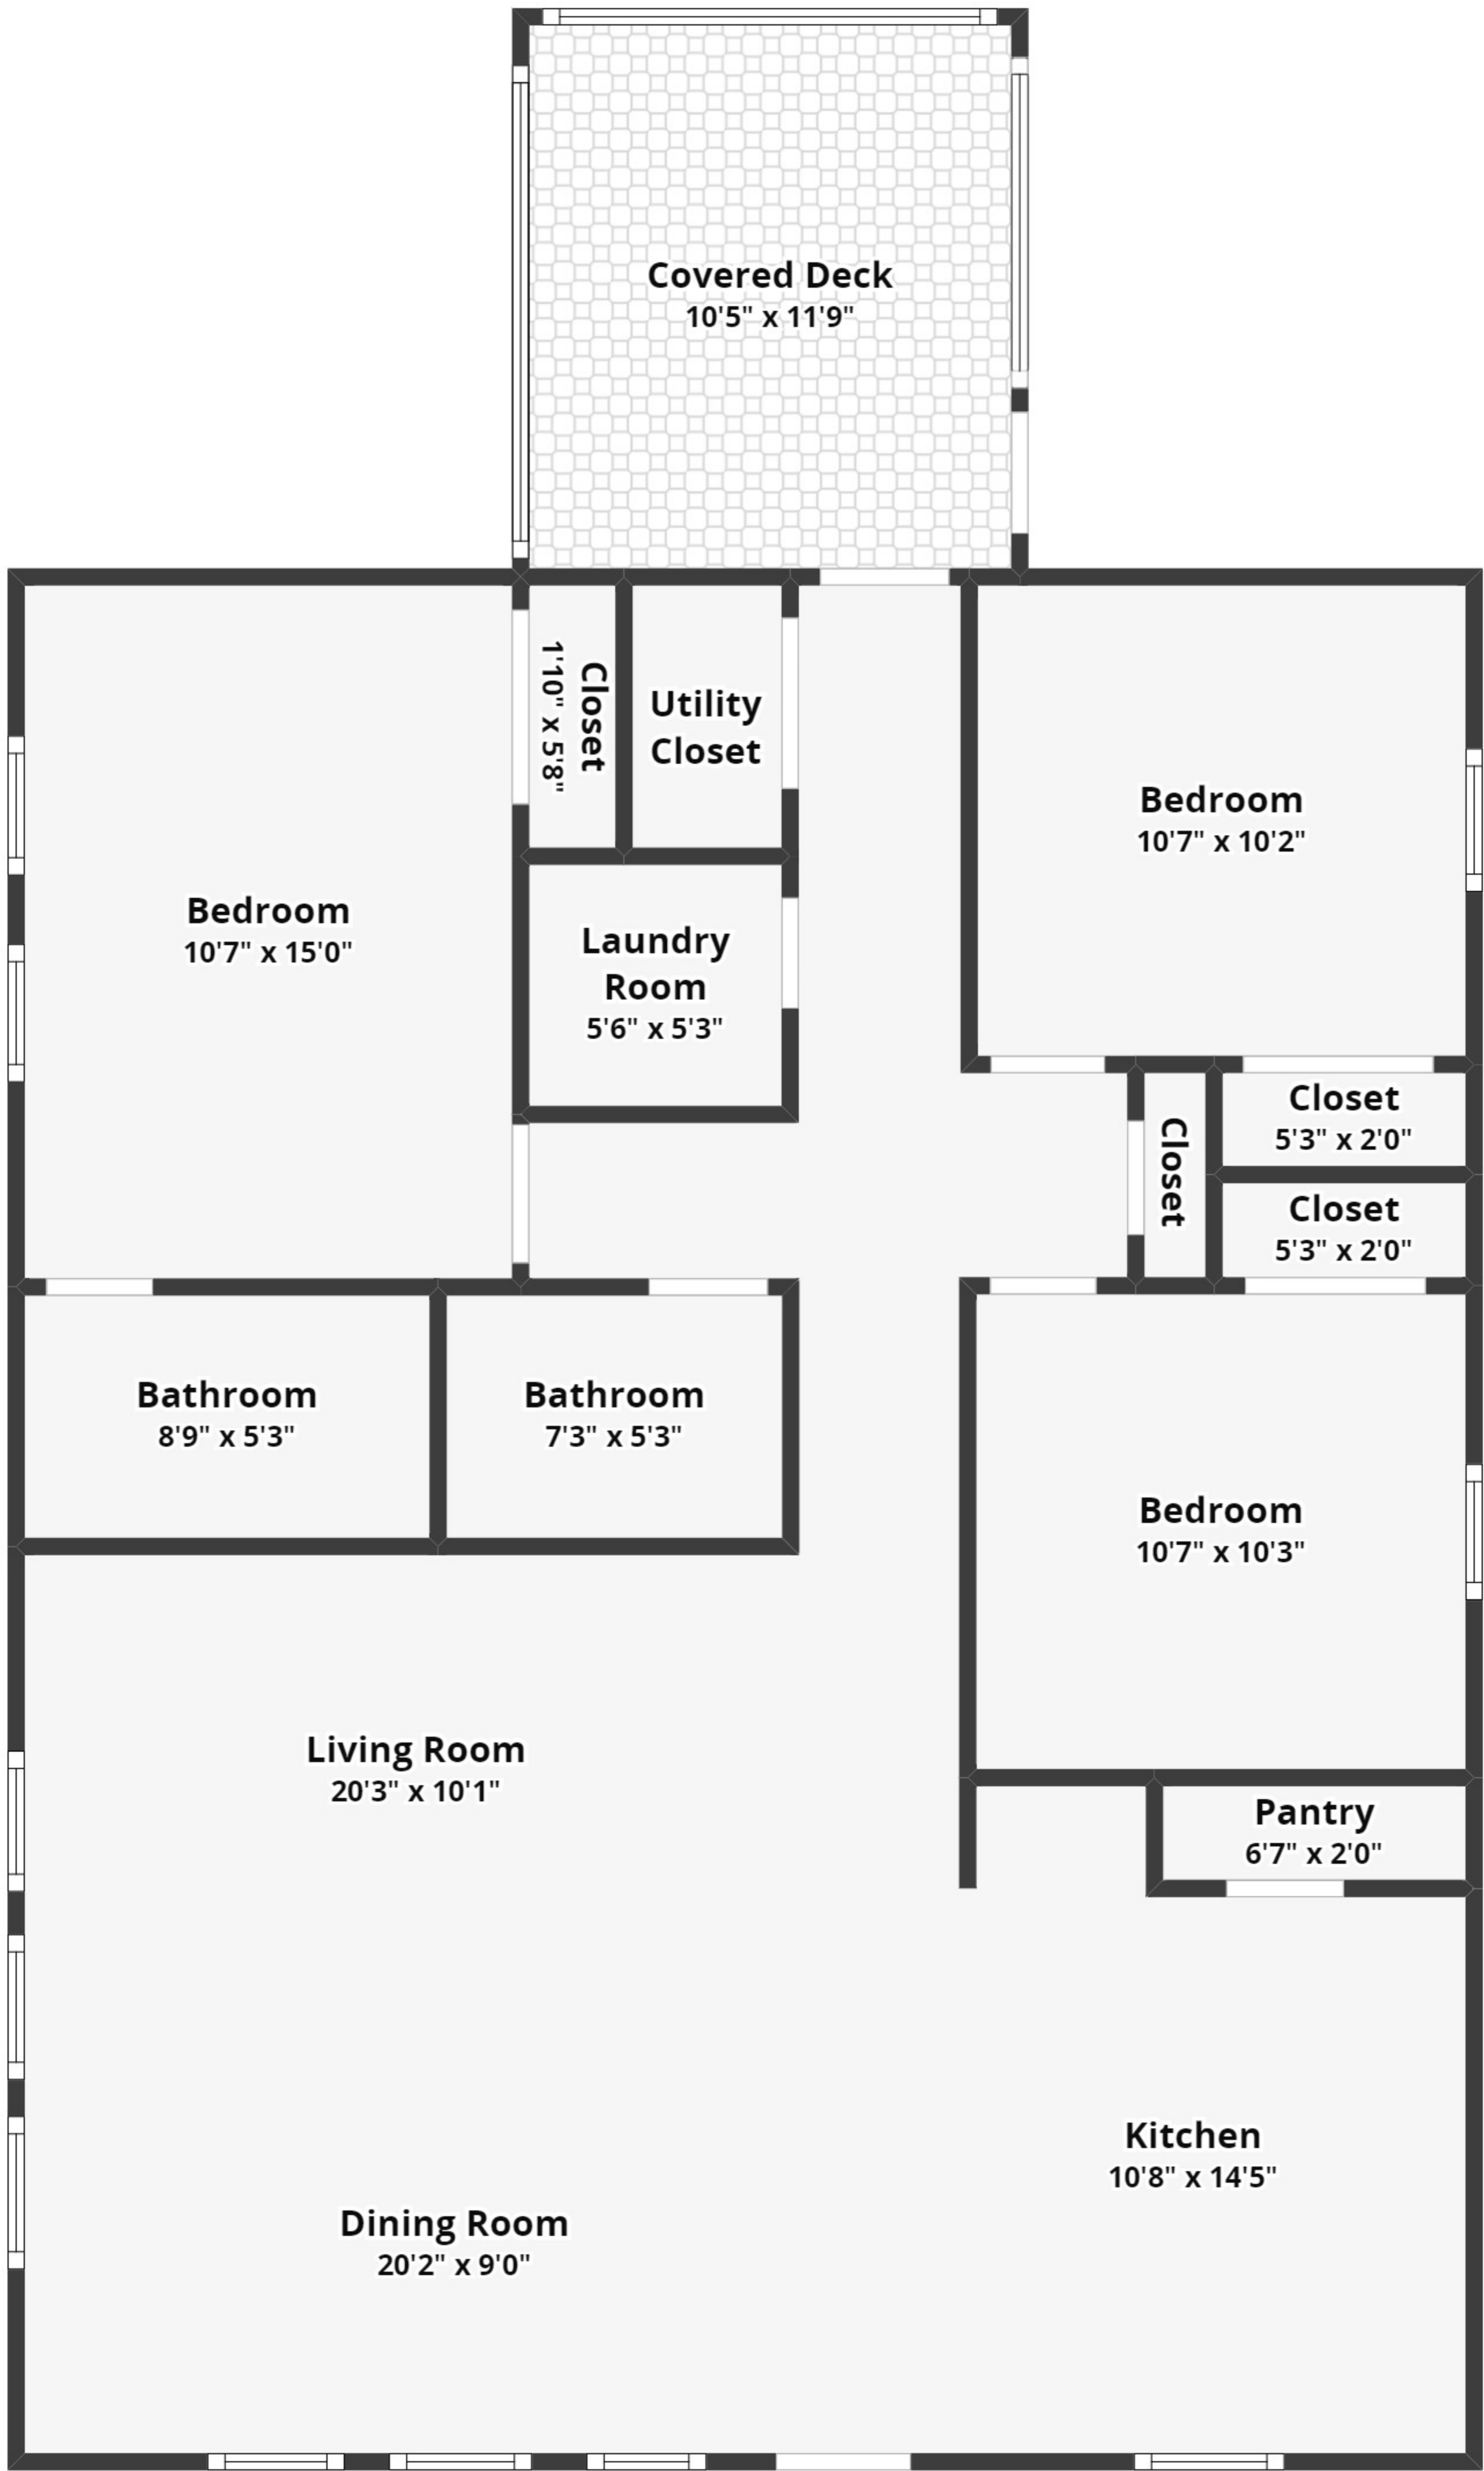 Covered Deck
10'5" x 11'9"
Closet
1'10" x 5'8"
Utility
Closet
Bedroom
10'7" x 10'2"
Bedroom
10'7" x 15'0"
Laundry
Room
5'6" x 5'3"
Closet
5'3" x 2'0"
Closet
Closet
5'3" x 2'0"
Bathroom
8'9" x 5'3"
Bathroom
7'3" x 5'3"
Bedroom
10'7" x 10'3"
Living Room
20'3" x 10'1"
Pantry
6'7" x 2'0"
Kitchen
10'8" x 14'5"
Dining Room
20'2" x 9'0"